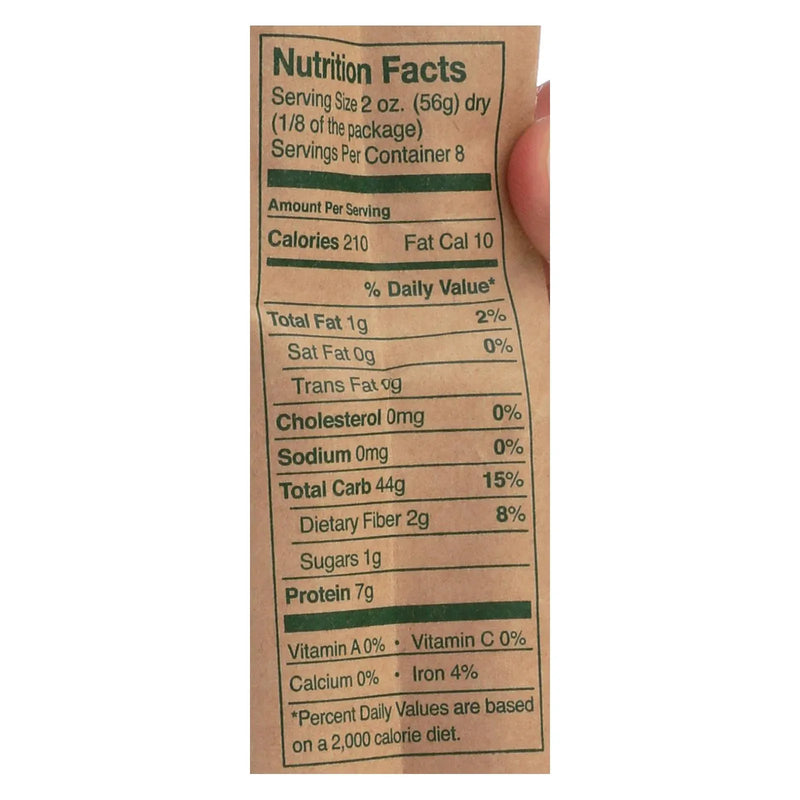 Nutrition Facts
Serving Size 2 oz. (56g) dry
(1/8 of the package)
Servings Per Container 8
Amount Per Serving
Calories 210 Fat Cal 10
% Daily Value*
Total Fat 1g 2%
Sat Fat 0g 0%
Trans Fat 0g
Cholesterol 0mg 0%
Sodium 0mg 0%
Total Carb 44g 15%
Dietary Fiber 2g 8%
Sugars 1g
Protein 7g
Vitamin A 0% • Vitamin C 0%
Calcium 0% • Iron 4%
*Percent Daily Values are based
on a 2,000 calorie diet.